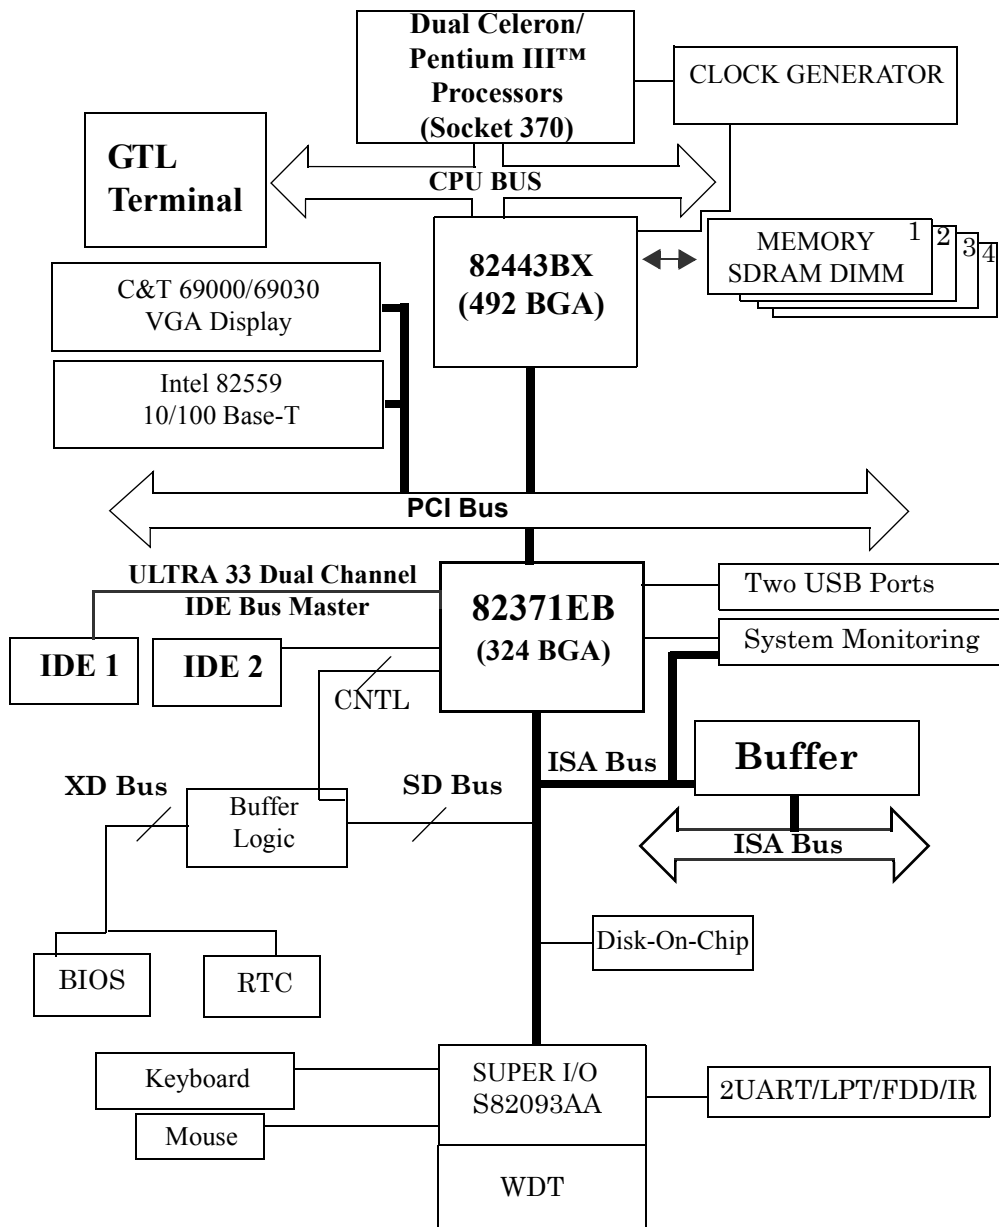 Dual Celeron/
Pentium III™
Processors
(Socket 370)
CLOCK GENERATOR
GTL
Terminal
CPU BUS
82443BX
(492 BGA)
MEMORY
SDRAM DIMM
1
2
3
4
C&T 69000/69030
VGA Display
Intel 82559
10/100 Base-T
PCI Bus
ULTRA 33 Dual Channel
IDE Bus Master
82371EB
(324 BGA)
Two USB Ports
System Monitoring
IDE 1
IDE 2
CNTL
ISA Bus
Buffer
XD Bus
Buffer
Logic
SD Bus
ISA Bus
Disk-On-Chip
BIOS
RTC
Keyboard
Mouse
SUPER I/O
S82093AA
2UART/LPT/FDD/IR
WDT